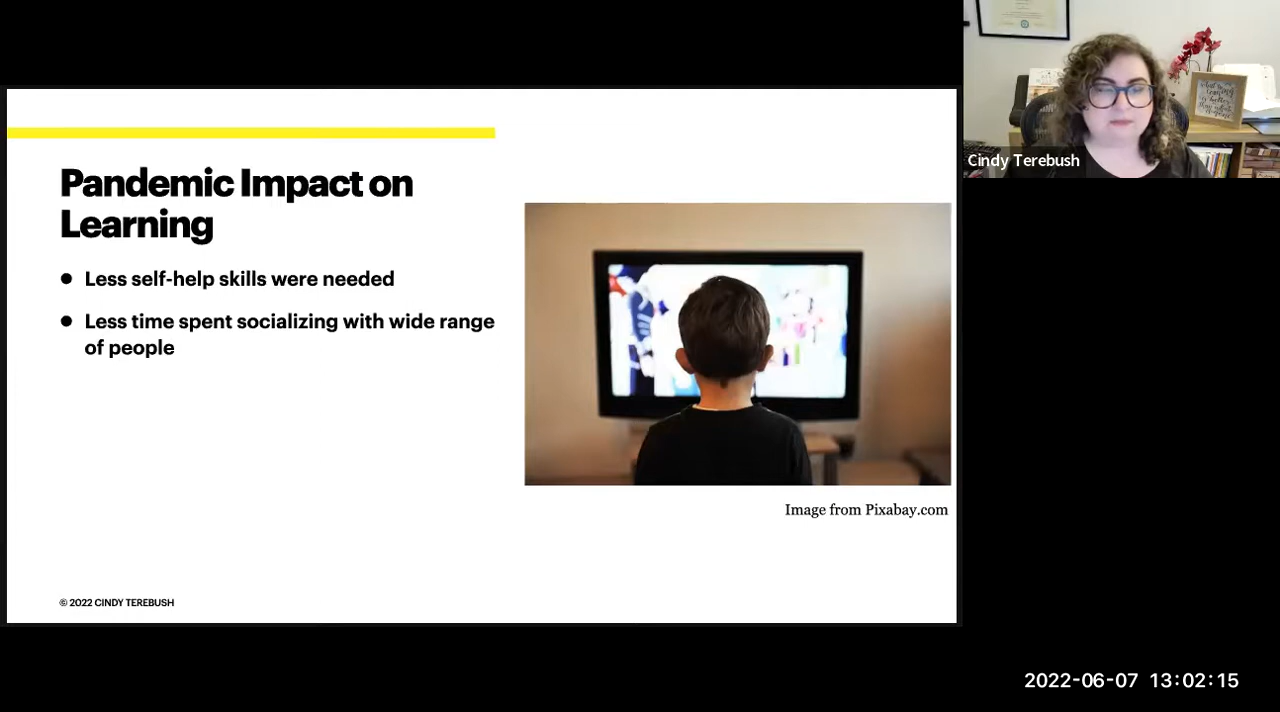 Pandemic Impact on
Learning
● Less self-help skills were needed
● Less time spent socializing with wide range
of people
Image from Pixabay.com
© 2022 CINDY TEREBUSH
Cindy Terebush
2022-06-07 13:02:15